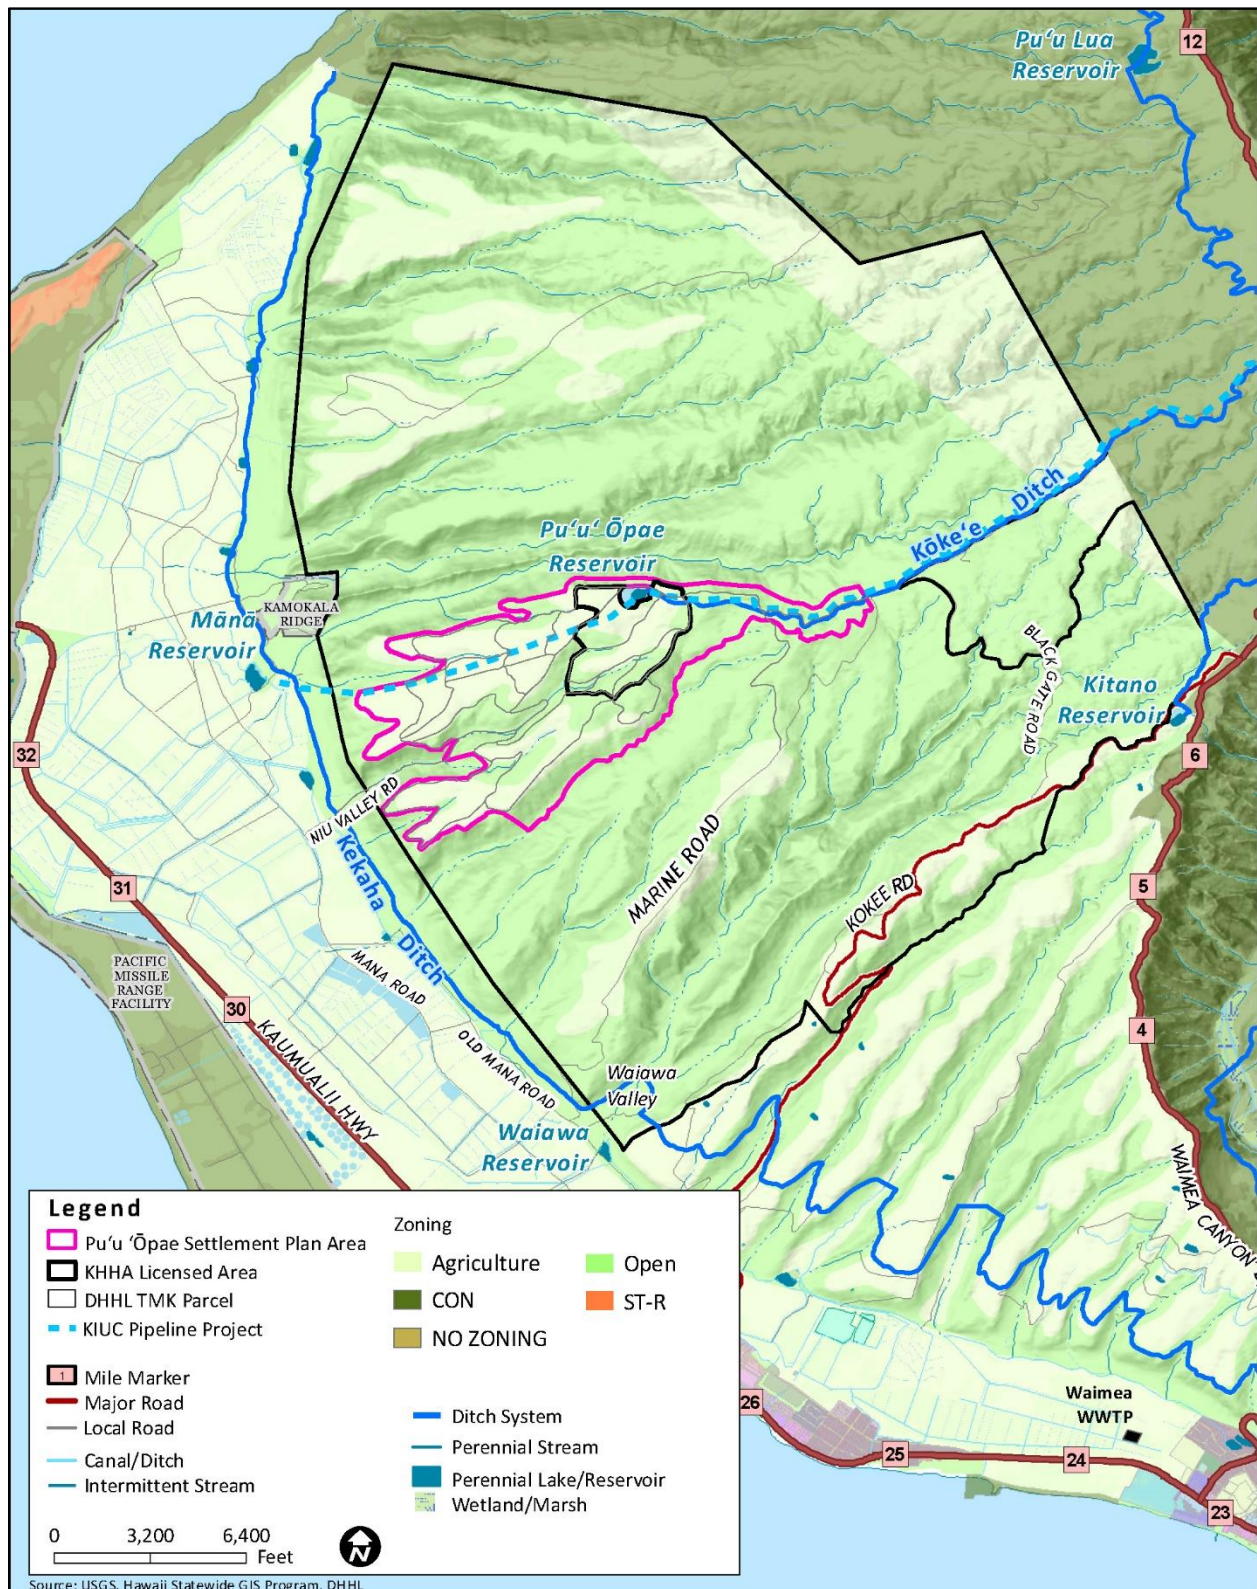 12
Pu‘u Lua
Reservoir
Pu‘u‘ Ōpae
Reservoir
Kōke‘e Ditch
KAMOKALA
RIDGE
Mānā
Reservoir
BLACK GATE ROAD
Kitano
Reservoir
32
6
NIU VALLEY RD
Kekaha Ditch
MARINE ROAD
KOKEE RD
31
5
PACIFIC
MISSILE
RANGE
FACILITY
MANA ROAD
30
4
KAUMUALII HWY
OLD MANA ROAD
Waiawa
Valley
Waiawa
Reservoir
WAIMEA CANYON
Legend
Pu‘u ‘Ōpae Settlement Plan Area
KHHA Licensed Area
DHHL TMK Parcel
KIUC Pipeline Project
1 Mile Marker
Major Road
Local Road
Canal/Ditch
Intermittent Stream
Zoning
Agriculture
Open
CON
ST-R
NO ZONING
Ditch System
Perennial Stream
Perennial Lake/Reservoir
Wetland/Marsh
0 3,200 6,400
Feet
N
Waimea
WWTP
26
25
24
23
Source: USGS, Hawaii Statewide GIS Program, DHHL